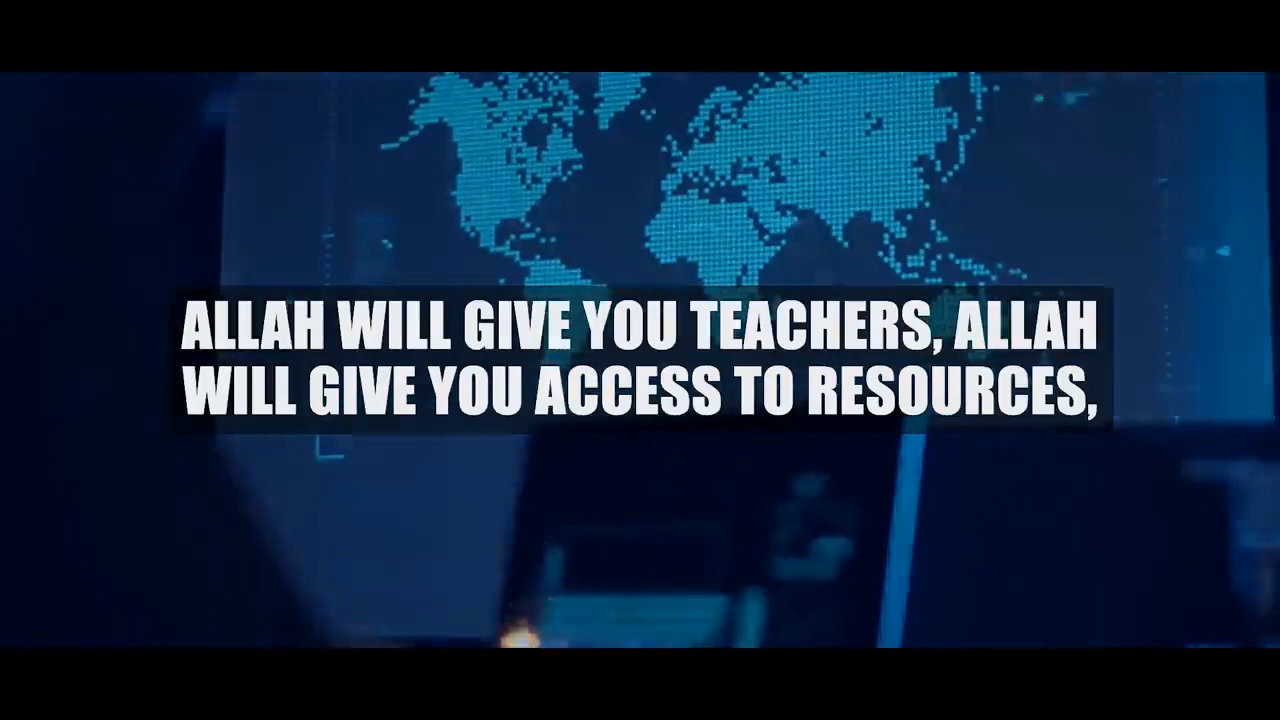 ALLAH WILL GIVE YOU TEACHERS, ALLAH
WILL GIVE YOU ACCESS TO RESOURCES,